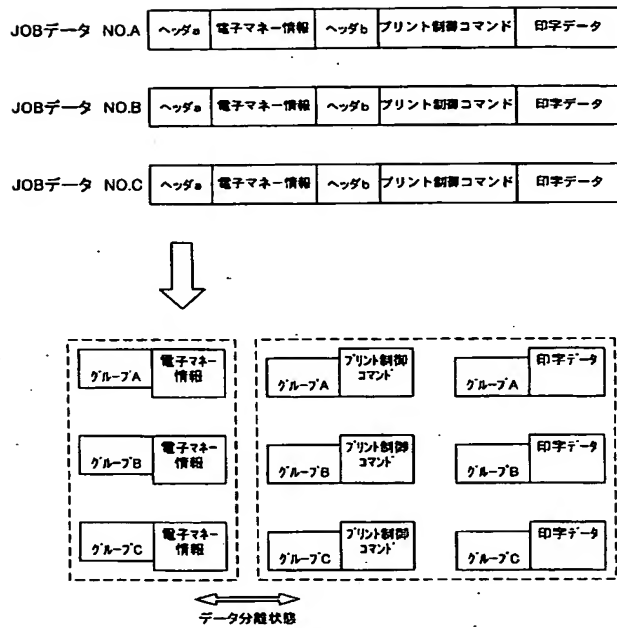 JOBデータ NO.A ヘッダa 電子マネー情報 ヘッダb プリント制御コマンド 印字データ
JOBデータ NO.B ヘッダa 電子マネー情報 ヘッダb プリント制御コマンド 印字データ
JOBデータ NO.C ヘッダa 電子マネー情報 ヘッダb プリント制御コマンド 印字データ
グループA
電子マネー
情報
グループA
プリント制御
コマンド
グループA
印字データ
グループB
電子マネー
情報
グループB
プリント制御
コマンド
グループB
印字データ
グループC
電子マネー
情報
グループC
プリント制御
コマンド
グループC
印字データ
データ分離状態